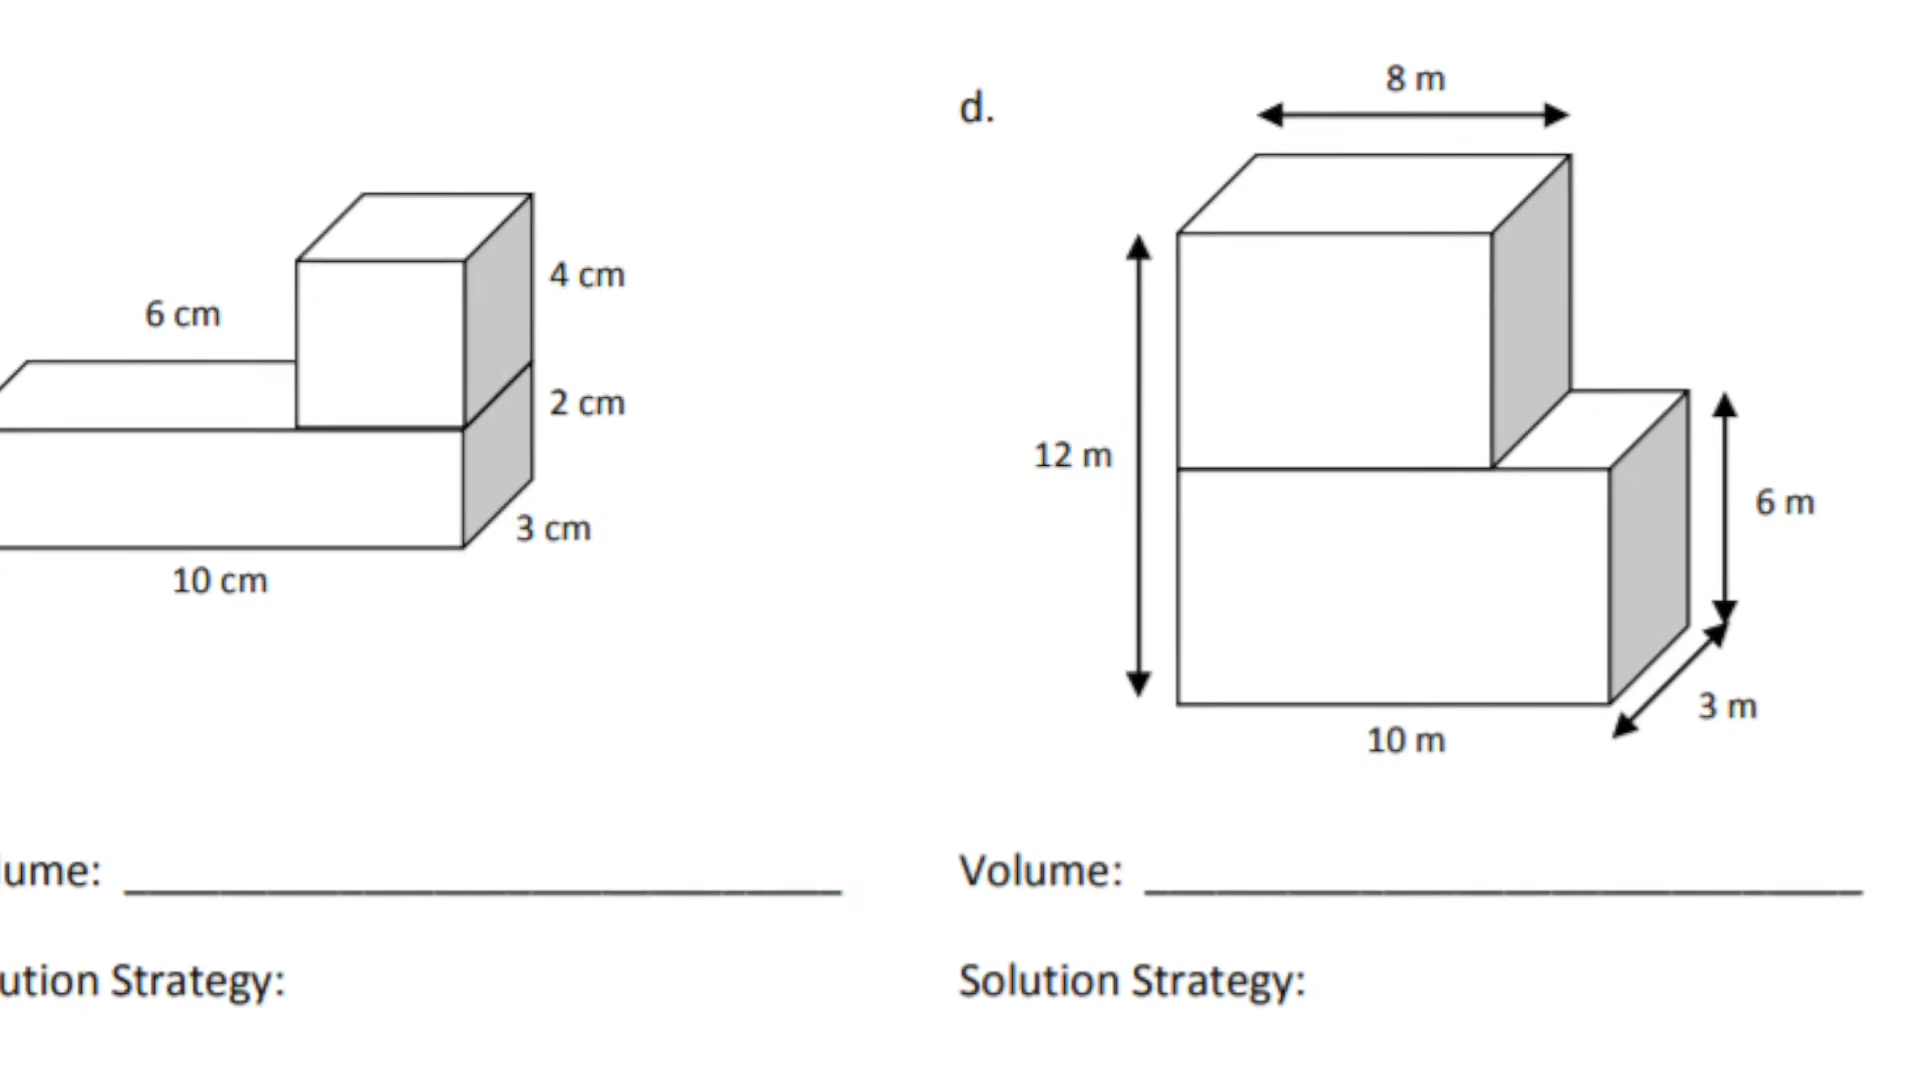 6 cm
4 cm
2 cm
3 cm
10 cm
lume:
ution Strategy:
d.
8 m
12 m
6 m
3 m
10 m
Volume:
Solution Strategy: